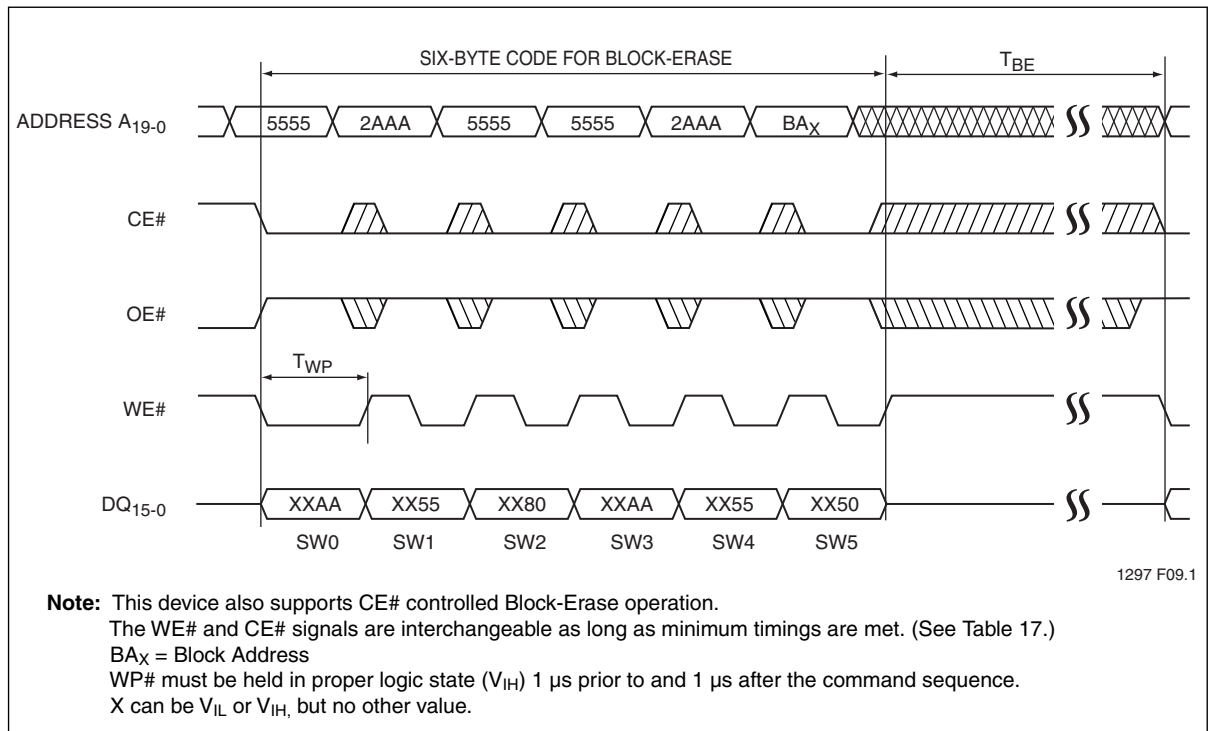 SIX-BYTE CODE FOR BLOCK-ERASE
TBE
ADDRESS A19-0
5555 2AAA 5555 5555 2AAA BAX
CE#
OE#
TWP
WE#
DQ15-0
XXAA XX55 XX80 XXAA XX55 XX50
SW0 SW1 SW2 SW3 SW4 SW5
1297 F09.1
Note: This device also supports CE# controlled Block-Erase operation.
The WE# and CE# signals are interchangeable as long as minimum timings are met. (See Table 17.)
BAX = Block Address
WP# must be held in proper logic state (VIH) 1 µs prior to and 1 µs after the command sequence.
X can be VIL or VIH, but no other value.